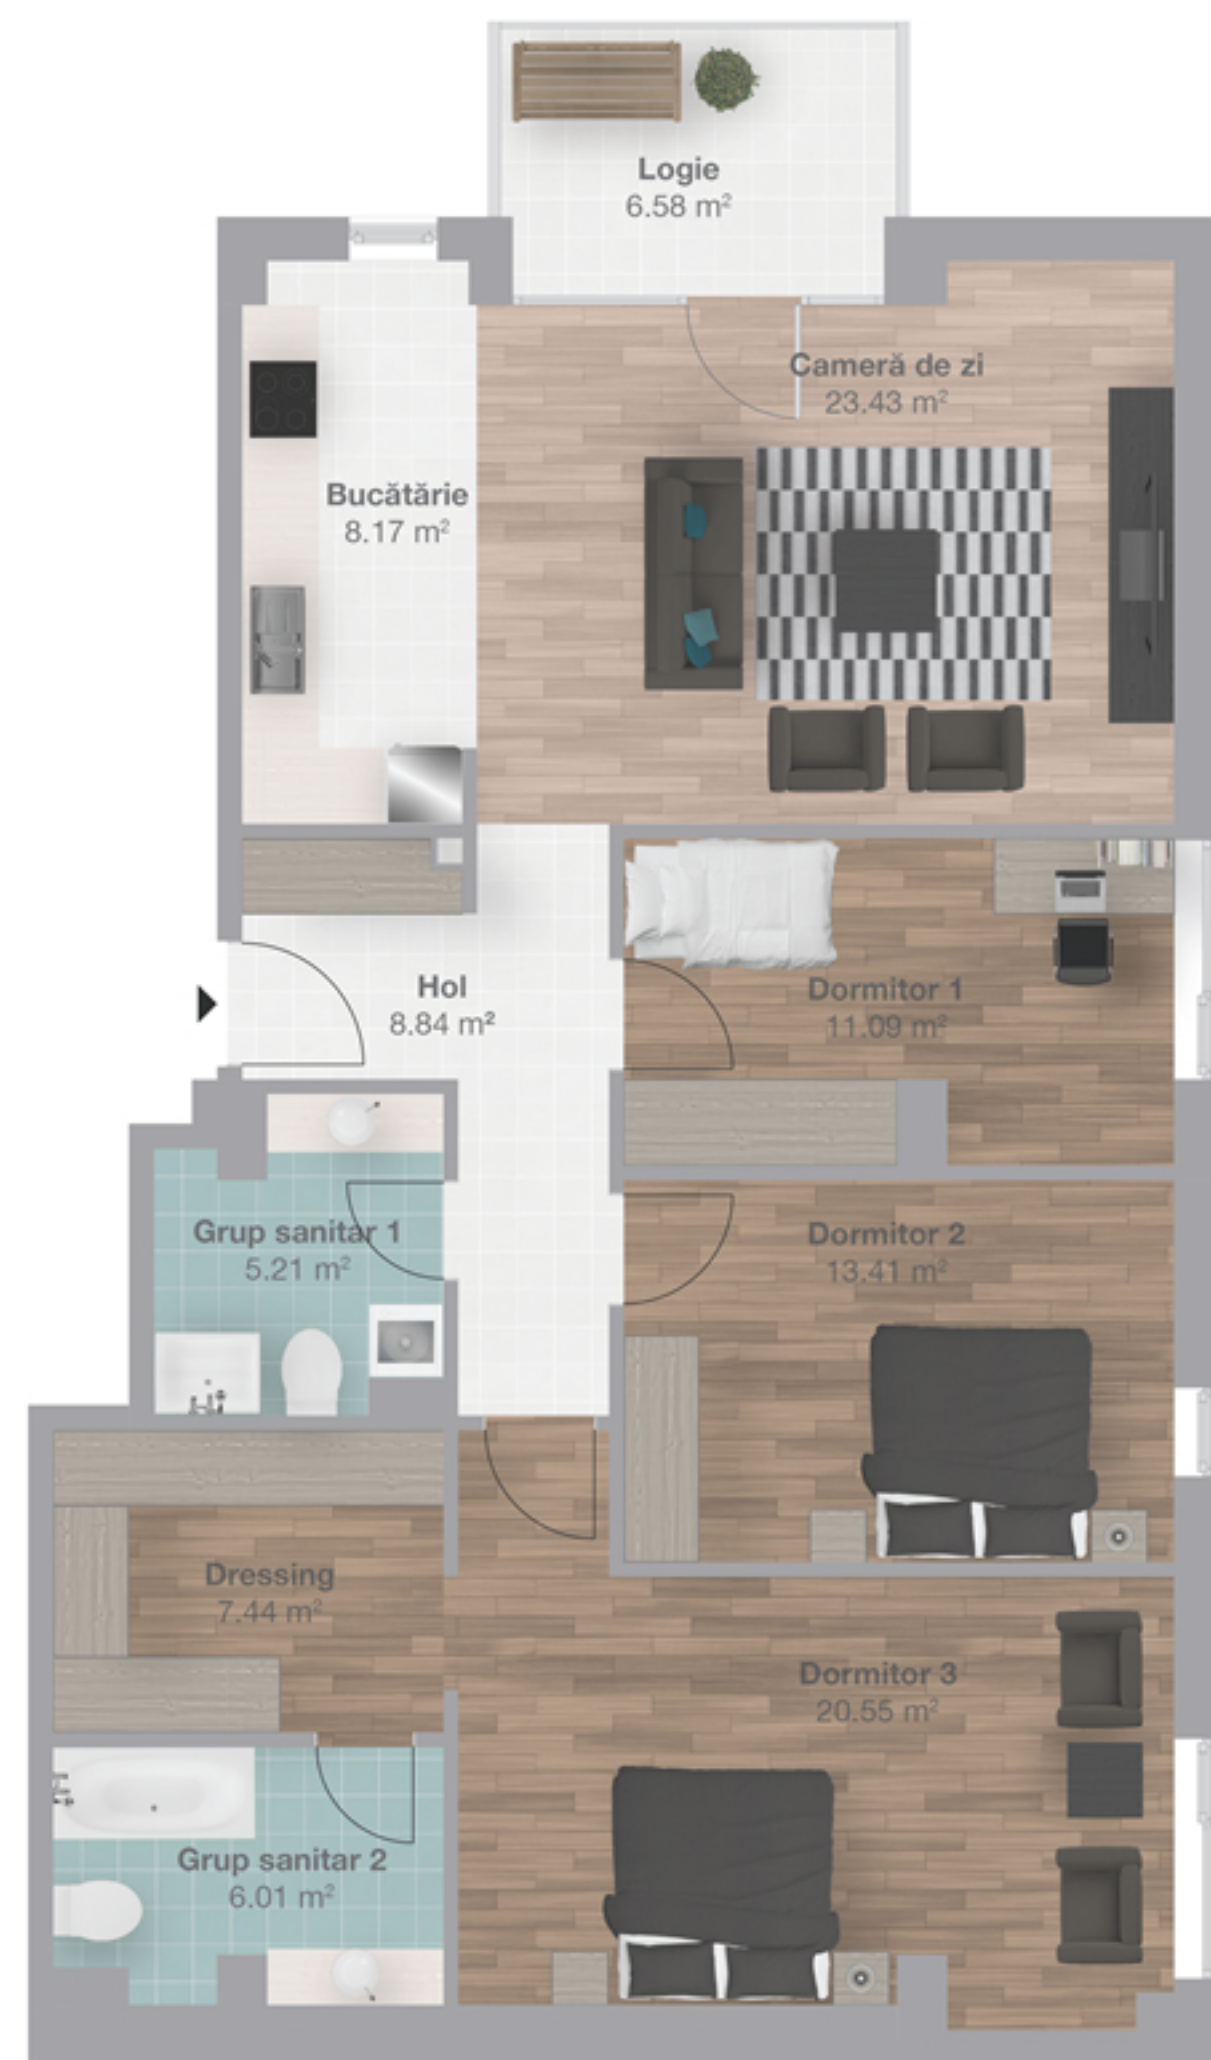 Logie
6.58 m²
Cameră de zi
23.43 m²
Bucătărie
8.17 m²
Hol
8.84 m²
Dormitor 1
11.09 m²
Grup sanitar 1
5.21 m²
Dormitor 2
13.41 m²
Dressing
7.44 m²
Dormitor 3
20.55 m²
Grup sanitar 2
6.01 m²